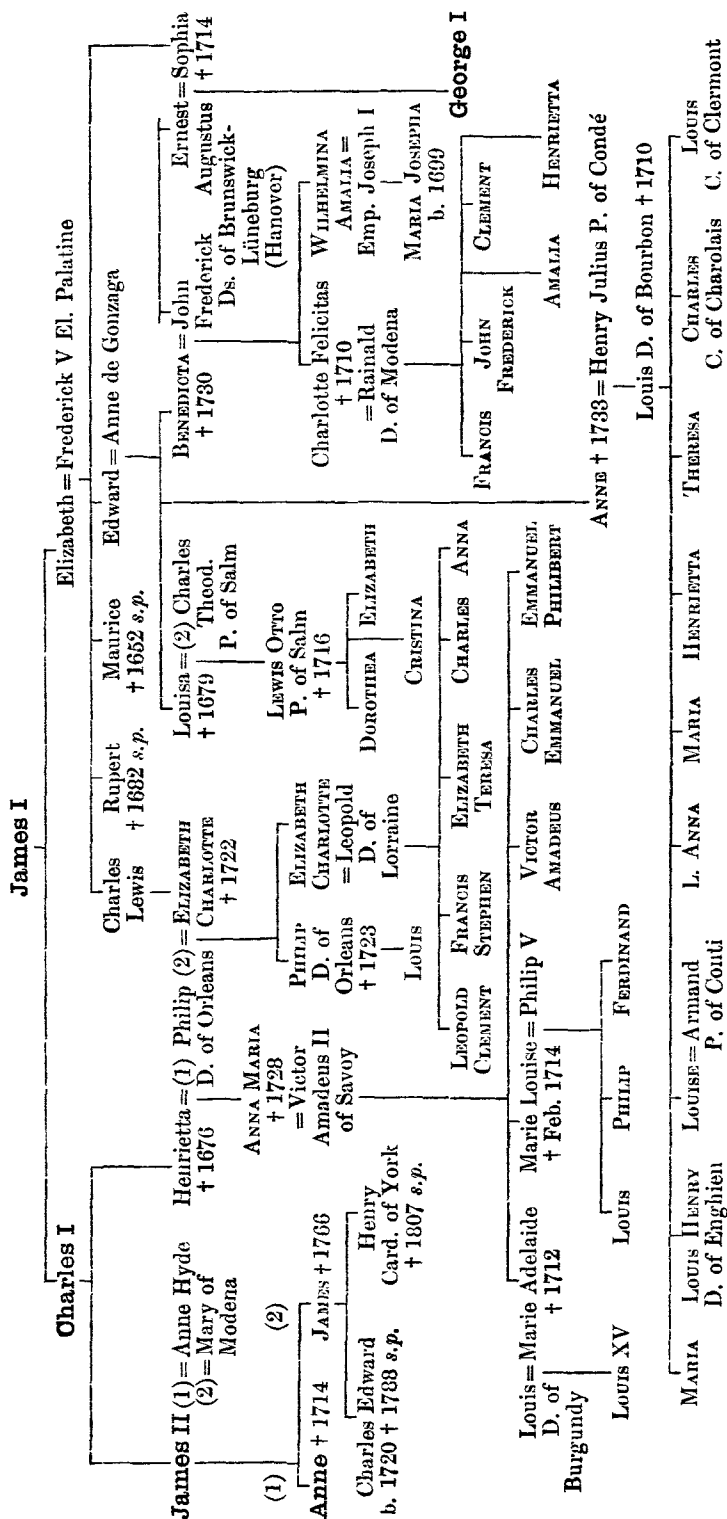 James I
Charles I
Elizabeth = Frederick V El. Palatine
James II (1) = Anne Hyde
(2) = Mary of
Modena
Henrietta = (1) Philip (2) = ELIZABETH
† 1676 D. of Orleans CHARLOTTE
† 1722
Charles
Lewis
Rupert
† 1682 s.p.
Maurice
† 1652 s.p.
Edward = Anne de Gonzaga
Ernest = Sophia
Augustus † 1714
(1) (2)
Anne † 1714 JAMES † 1766
Charles Edward
b. 1720 † 1788 s.p.
Henry
Card. of York
† 1807 s.p.
ANNA MARIA
† 1728
= Victor
Amadeus II
of Savoy
PHILIP
D. of
Orleans
† 1723
ELIZABETH
CHARLOTTE
= Leopold
D. of
Lorraine
LOUIS
Louisa = (2) Charles
† 1679 Theod.
P. of Salm
BENEDICTA = John
† 1730 Frederick
Ds. of Brunswick-
Lüneburg
(Hanover)
George I
LEWIS OTTO
P. of Salm
† 1716
Charlotte Felicitas
† 1710
= Rainald
D. of Modena
WILHELMINA
AMALIA =
Emp. Joseph I
MARIA JOSEPHA
b. 1699
DOROTHEA ELIZABETH
CRISTINA
FRANCIS JOHN
FREDERICK
AMALIA CLEMENT HENRIETTA
LEOPOLD
CLEMENT
FRANCIS
STEPHEN
ELIZABETH
TERESA
CHARLES ANNA
Louis = Marie Adelaide
D. of † 1712
Burgundy
Marie Louise = Philip V
† Feb. 1714
VICTOR
AMADEUS
CHARLES
EMMANUEL
EMMANUEL
PHILIBERT
ANNE † 1733 = Henry Julius P. of Condé
Louis D. of Bourbon † 1710
LOUIS XV
LOUIS PHILIP FERDINAND
MARIA LOUIS HENRY
D. of Enghien
LOUISE = Armand
P. of Conti
L. ANNA MARIA HENRIETTA THERESA
CHARLES
C. of Charolais
LOUIS
C. of Clermont